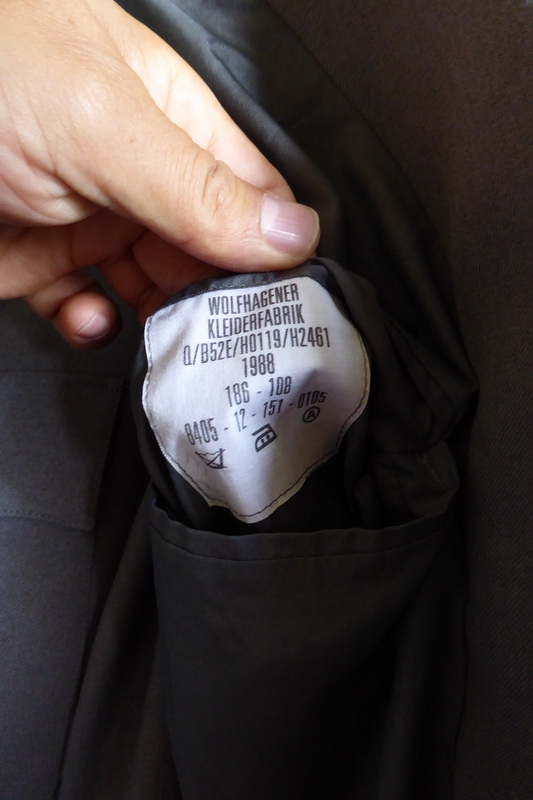 WOLFHAGENER
KLEIDERFABRIK
Q/B52E/H0119/H2461
1988
186 - 108
8405 - 12 - 151 - 0105
A